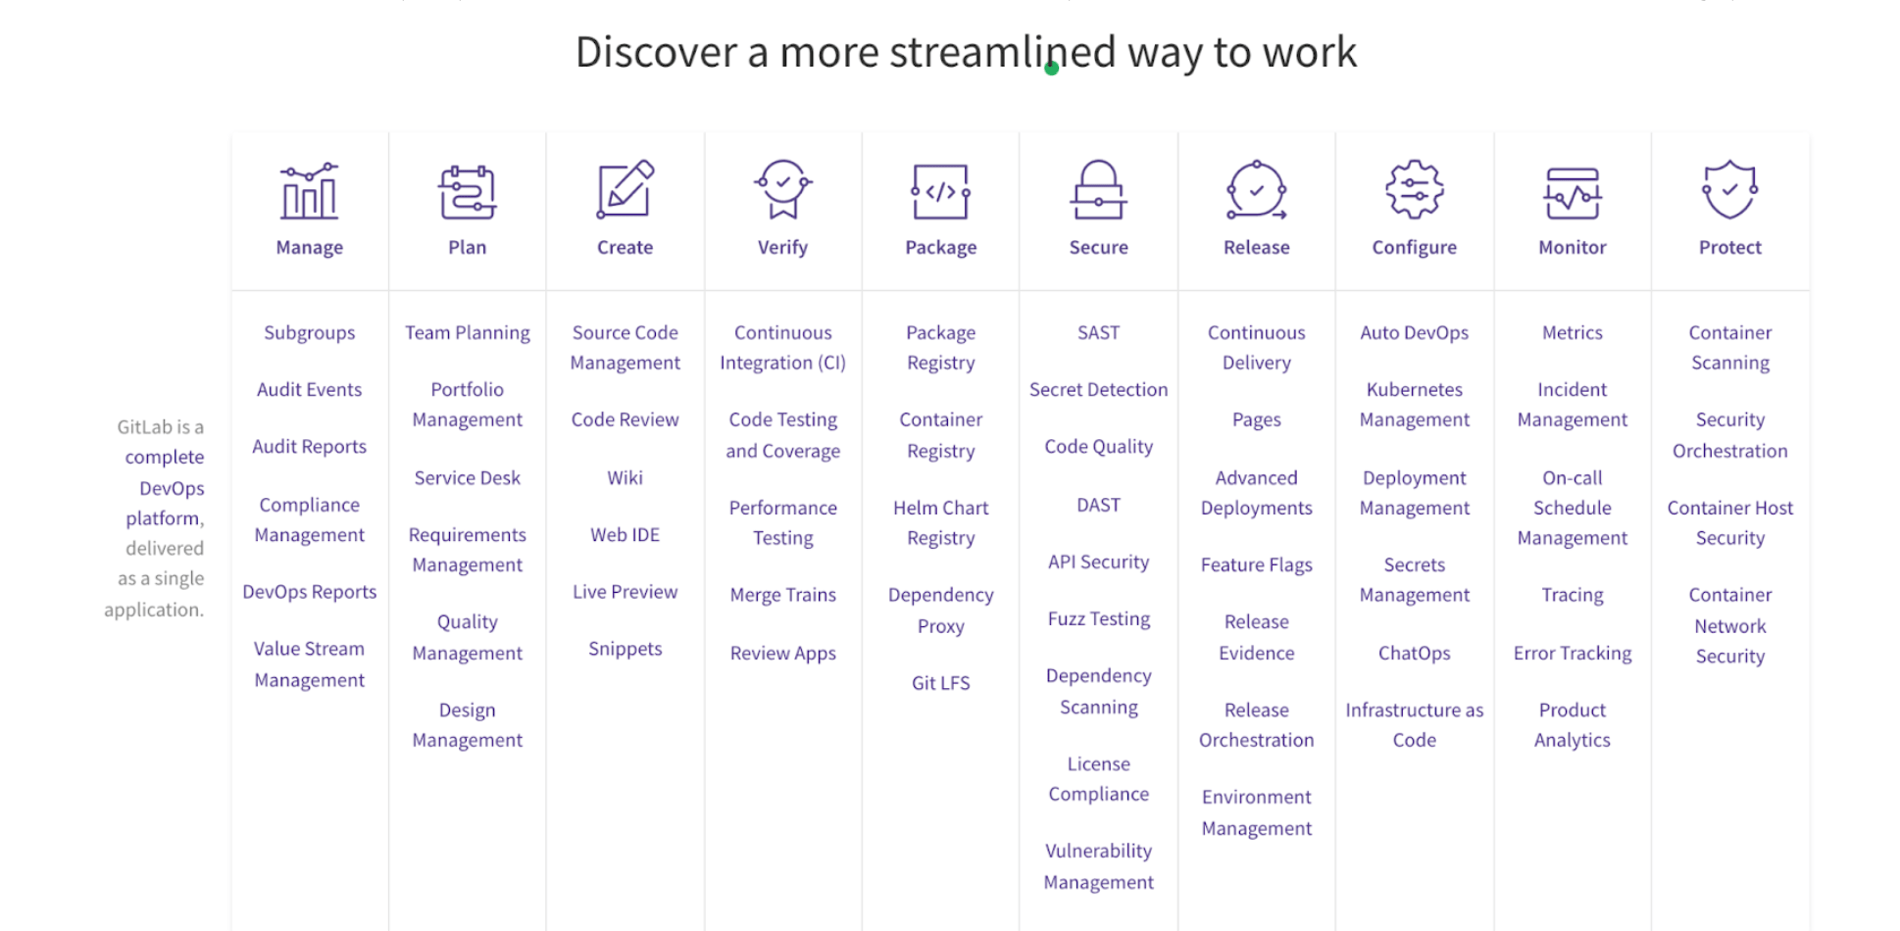 Discover a more streamlined way to work
Manage
Plan
Create
Verify
Package
Secure
Release
Configure
Monitor
Protect
GitLab is a
complete
DevOps
platform,
delivered
as a single
application.
Subgroups
Audit Events
Audit Reports
Compliance
Management
DevOps Reports
Value Stream
Management
Team Planning
Portfolio
Management
Service Desk
Requirements
Management
Quality
Management
Design
Management
Source Code
Management
Code Review
Wiki
Web IDE
Live Preview
Snippets
Continuous
Integration (CI)
Code Testing
and Coverage
Performance
Testing
Merge Trains
Review Apps
Package
Registry
Container
Registry
Helm Chart
Registry
Dependency
Proxy
Git LFS
SAST
Secret Detection
Code Quality
DAST
API Security
Fuzz Testing
Dependency
Scanning
License
Compliance
Vulnerability
Management
Continuous
Delivery
Pages
Advanced
Deployments
Feature Flags
Release
Evidence
Release
Orchestration
Environment
Management
Auto DevOps
Kubernetes
Management
Deployment
Management
Secrets
Management
ChatOps
Infrastructure as
Code
Metrics
Incident
Management
On-call
Schedule
Management
Tracing
Error Tracking
Product
Analytics
Container
Scanning
Security
Orchestration
Container Host
Security
Container
Network
Security